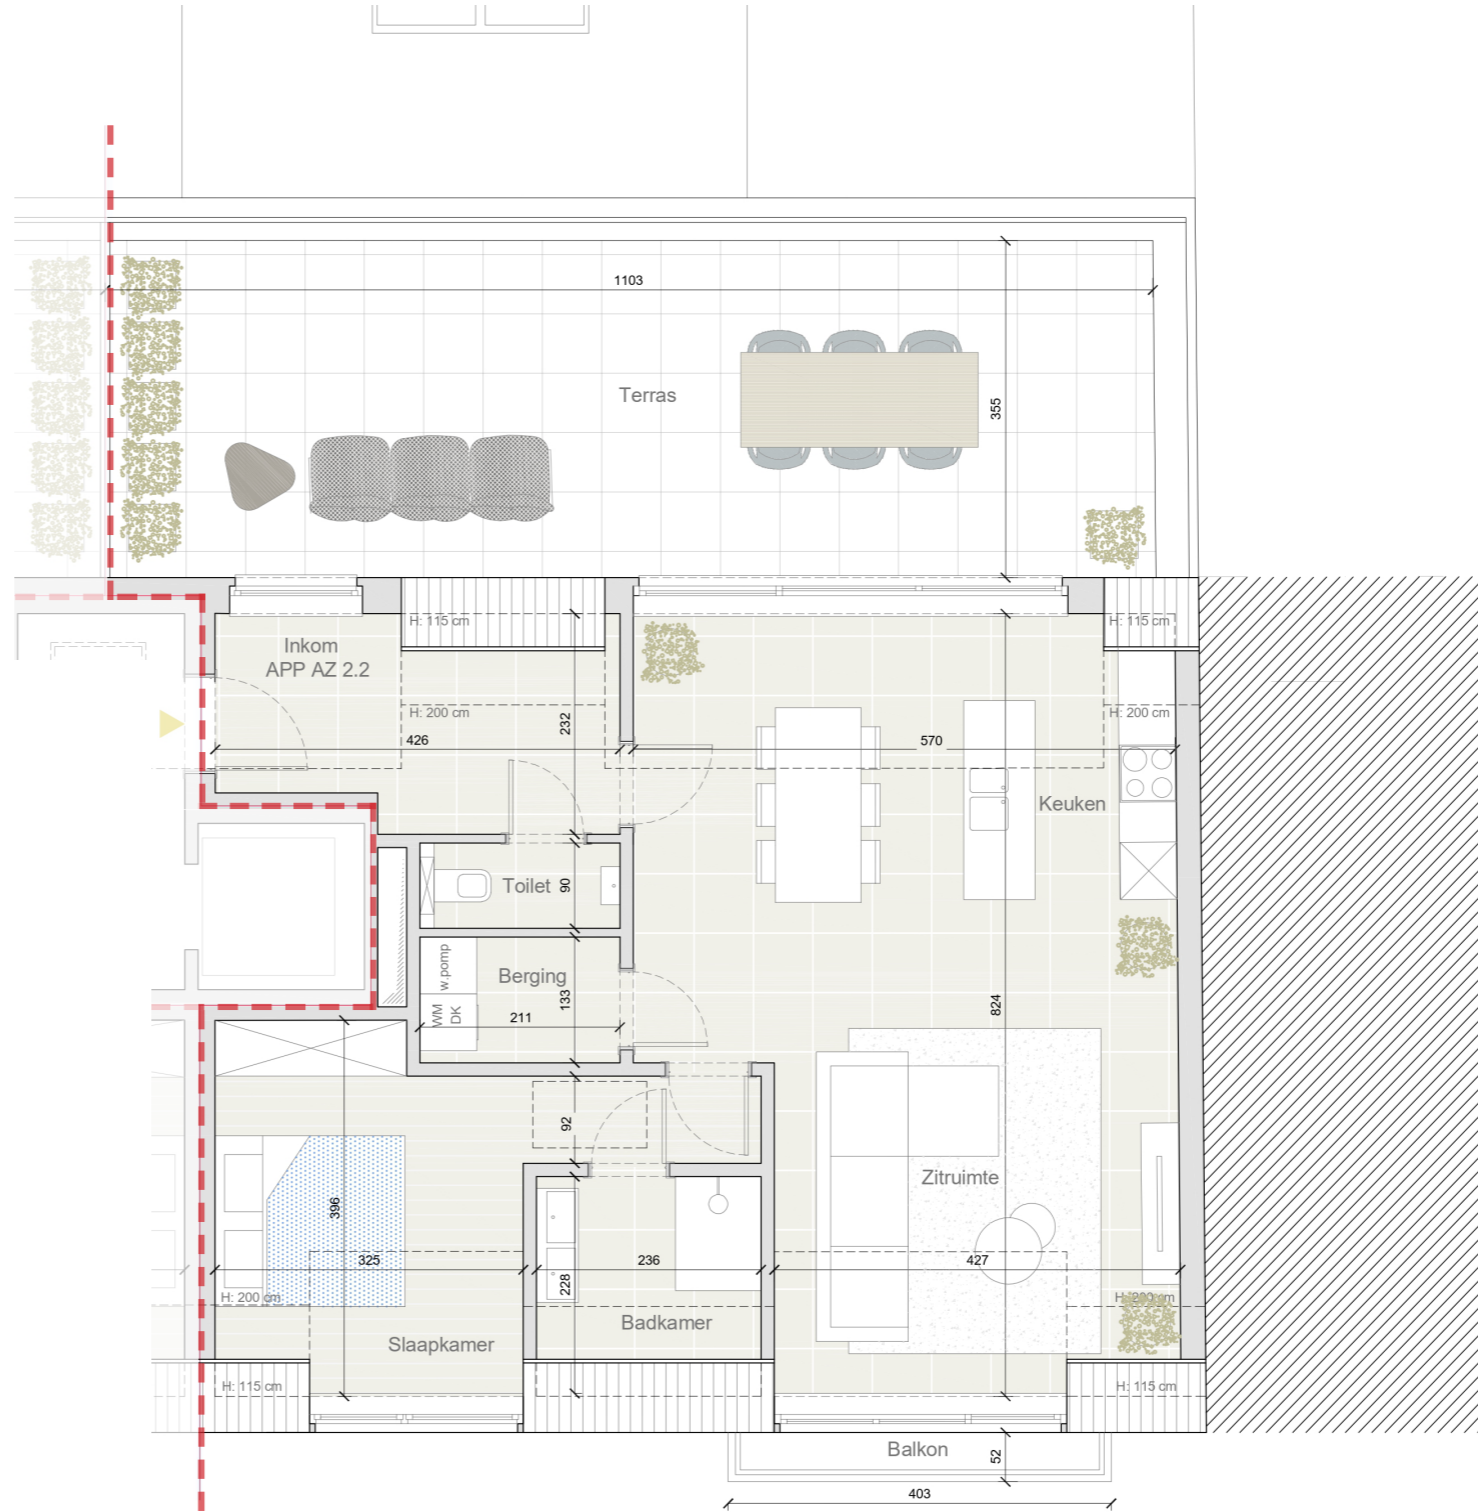 1103
Terras
355
Inkom
APP AZ 2.2
H: 115 cm
H: 115 cm
H: 200 cm
H: 200 cm
232
426
570
Keuken
Toilet
90
w.pomp
Berging
133
WM
DK
211
824
92
396
Zitruimte
325
228
236
427
H: 200 cm
H: 200 cm
Badkamer
Slaapkamer
H: 115 cm
H: 115 cm
Balkon
52
403